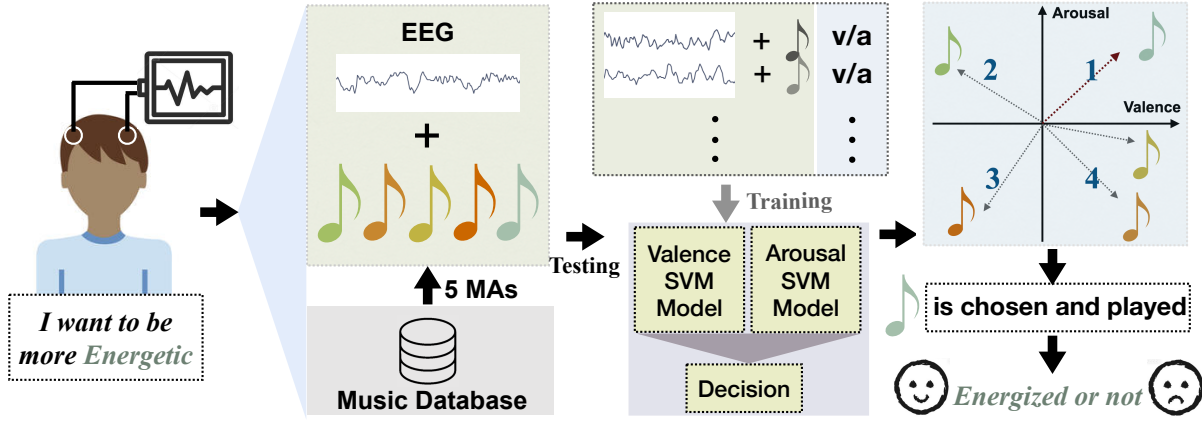 I want to be
more Energetic
EEG
+
5 MAs
Music Database
Testing
+
v/a
+
v/a
Training
Valence
SVM
Model
Arousal
SVM
Model
Decision
Arousal
Valence
1
2
3
4
is chosen and played
Energized or not